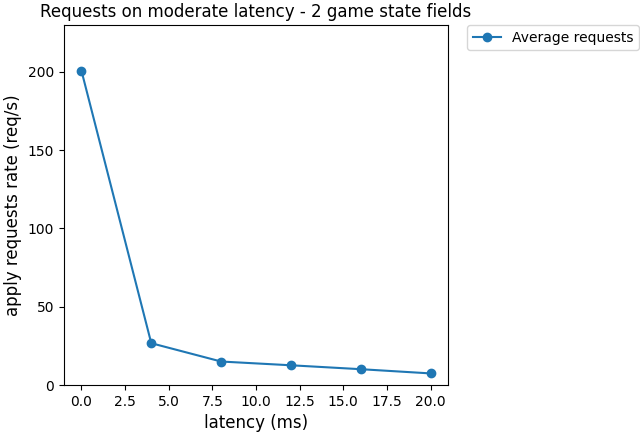 Requests on moderate latency - 2 game state fields
Average requests
apply requests rate (req/s)
200
150
100
50
0
0.0 2.5 5.0 7.5 10.0 12.5 15.0 17.5 20.0
latency (ms)